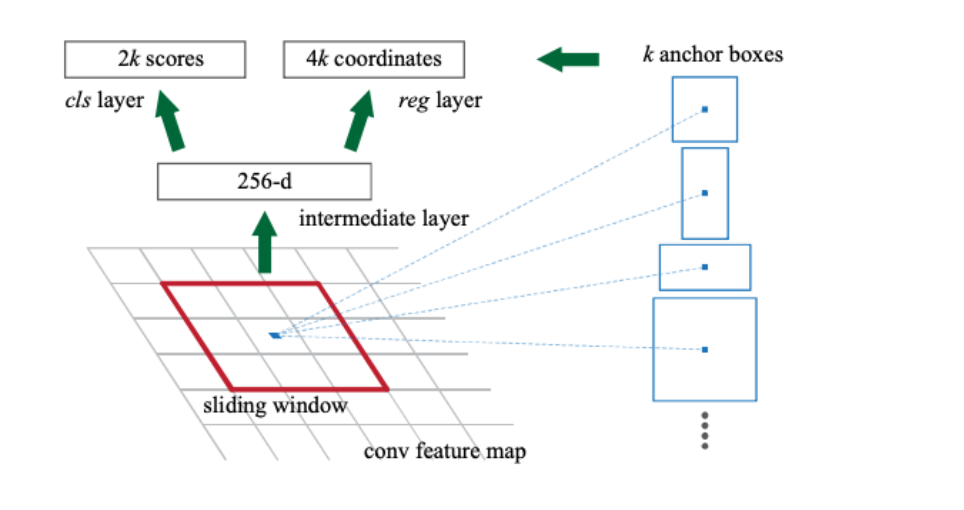 2k scores
4k coordinates
k anchor boxes
cls layer
reg layer
256-d
intermediate layer
sliding window
conv feature map